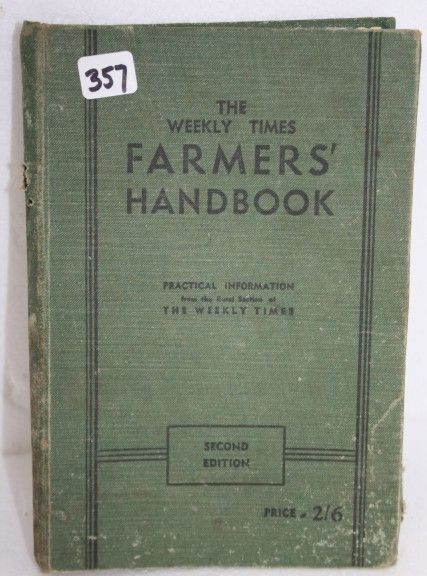 357
THE
WEEKLY TIMES
FARMERS'
HANDBOOK
PRACTICAL INFORMATION
from the Rural Section of
THE WEEKLY TIMES
SECOND
EDITION
PRICE - 2/6